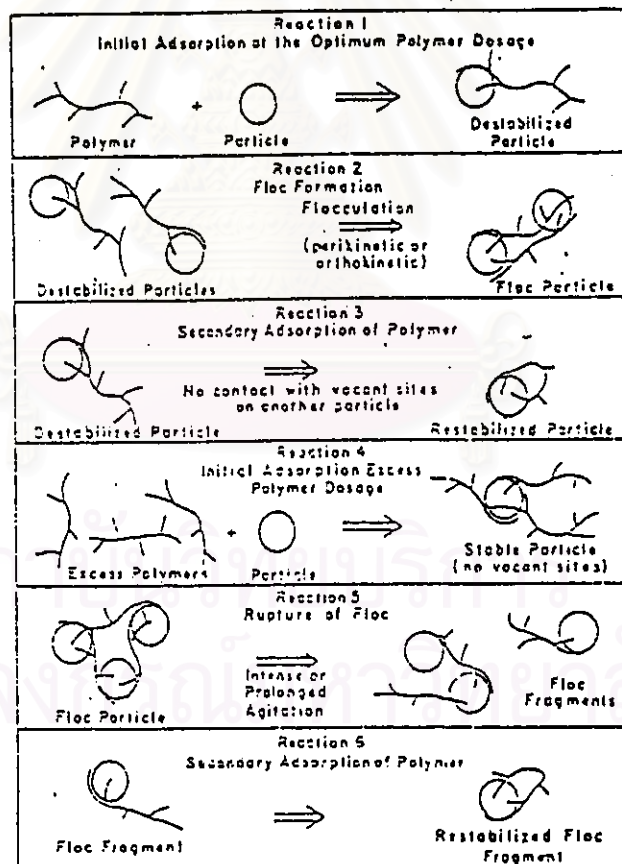 Reaction 1
Initial Adsorption at the Optimum Polymer Dosage
Polymer
+
Particle
Destabilized
Particle
Reaction 2
Floc Formation
Flocculation
(perikinetic or
orthokinetic)
Destabilized Particles
Floc Particle
Reaction 3
Secondary Adsorption of Polymer
No contact with vacant sites
on another particle
Destabilized Particle
Restabilized Particle
Reaction 4
Initial Adsorption Excess
Polymer Dosage
Excess Polymers
+
Particle
Stable Particle
(no vacant sites)
Reaction 5
Rupture of Floc
Intense or
Prolonged
Agitation
Floc Particle
Floc
Fragments
Reaction 6
Secondary Adsorption of Polymer
Floc Fragment
Restabilized Floc
Fragment